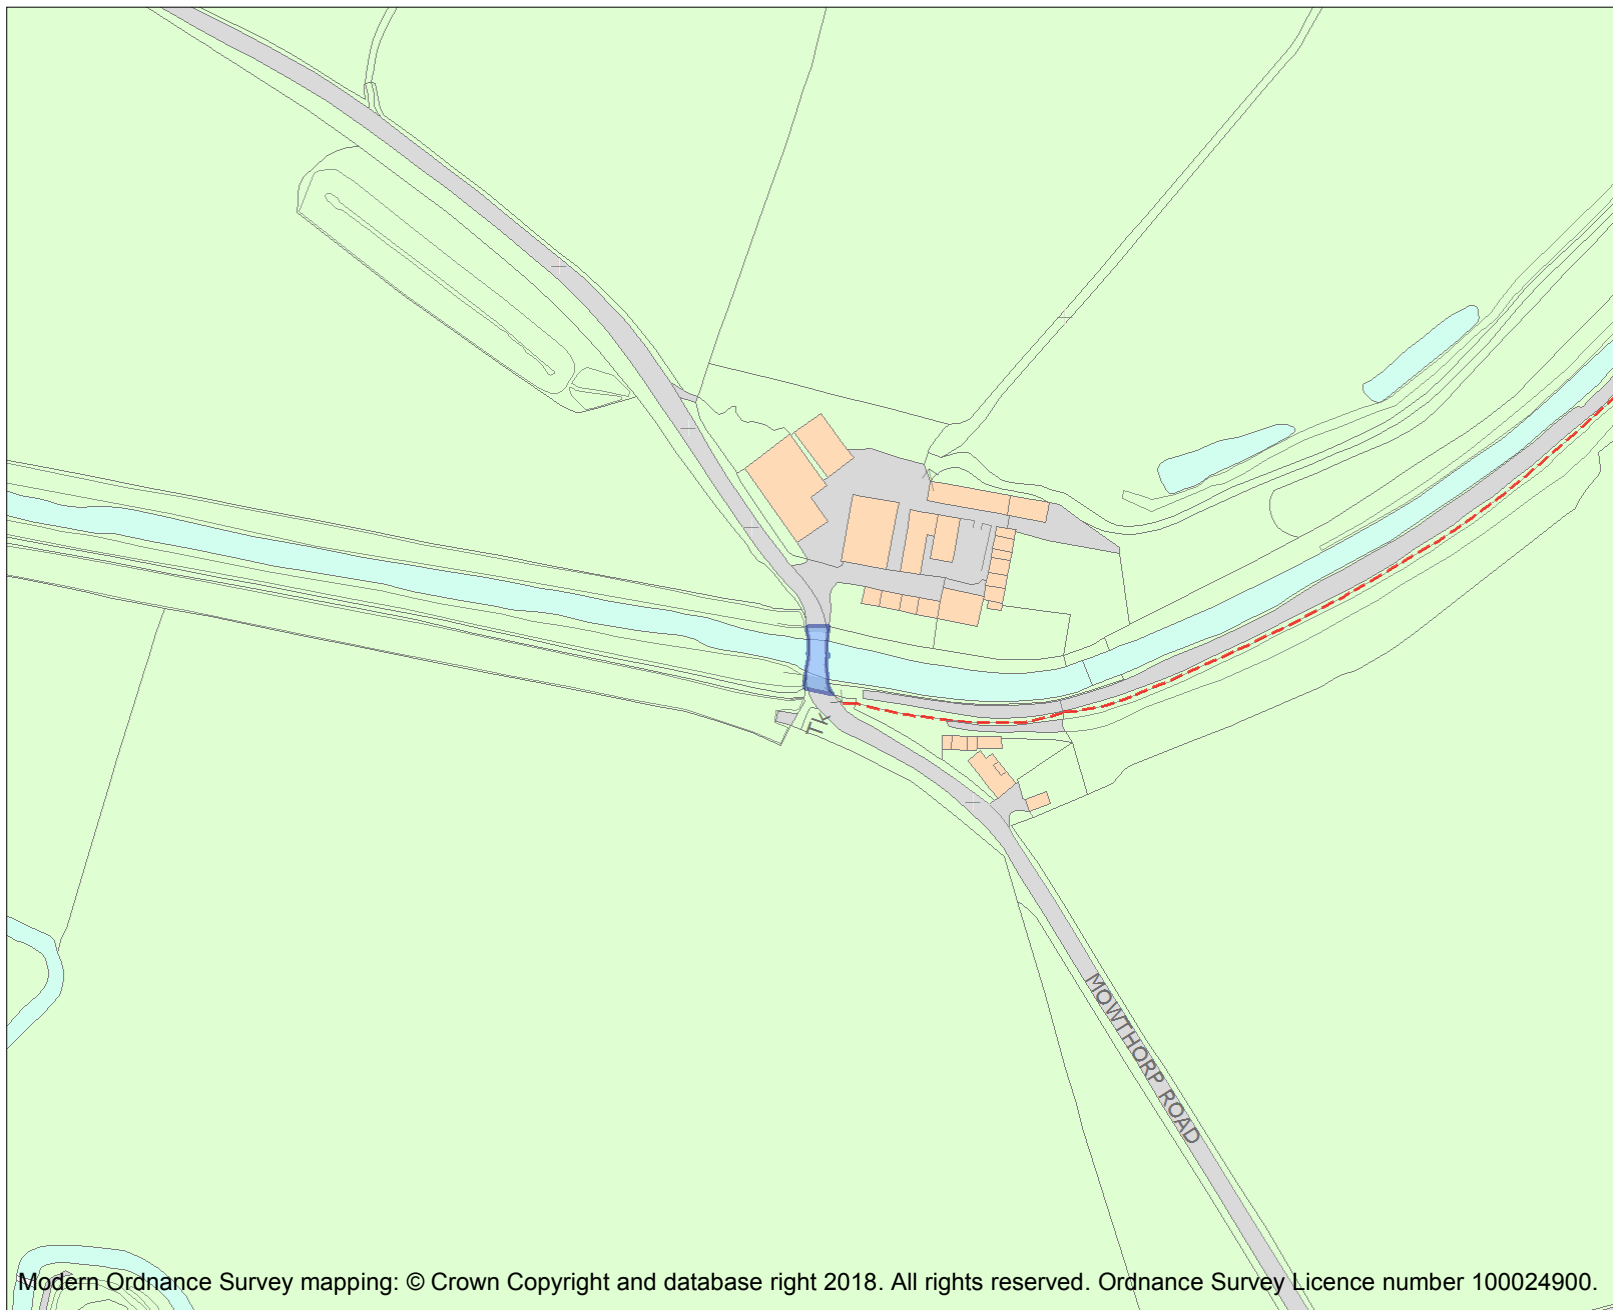 Tk
MOWTHORP ROAD
Modern Ordnance Survey mapping: © Crown Copyright and database right 2018. All rights reserved. Ordnance Survey Licence number 100024900.